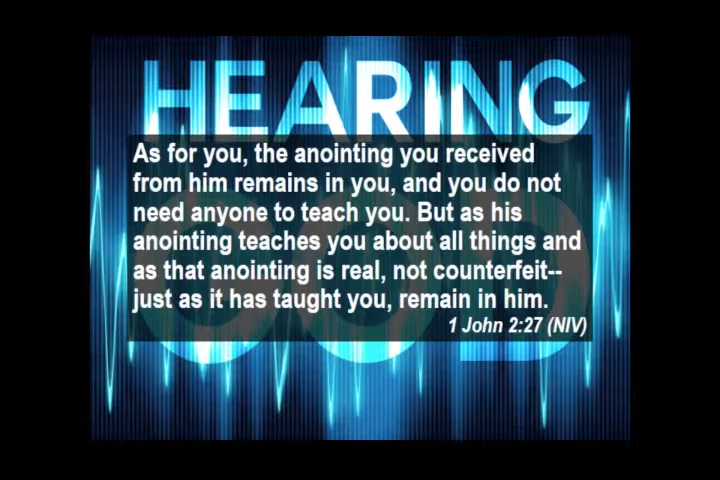 HEARING
As for you, the anointing you received
from him remains in you, and you do not
need anyone to teach you. But as his
anointing teaches you about all things and
as that anointing is real, not counterfeit--
just as it has taught you, remain in him.
1 John 2:27 (NIV)
GOD